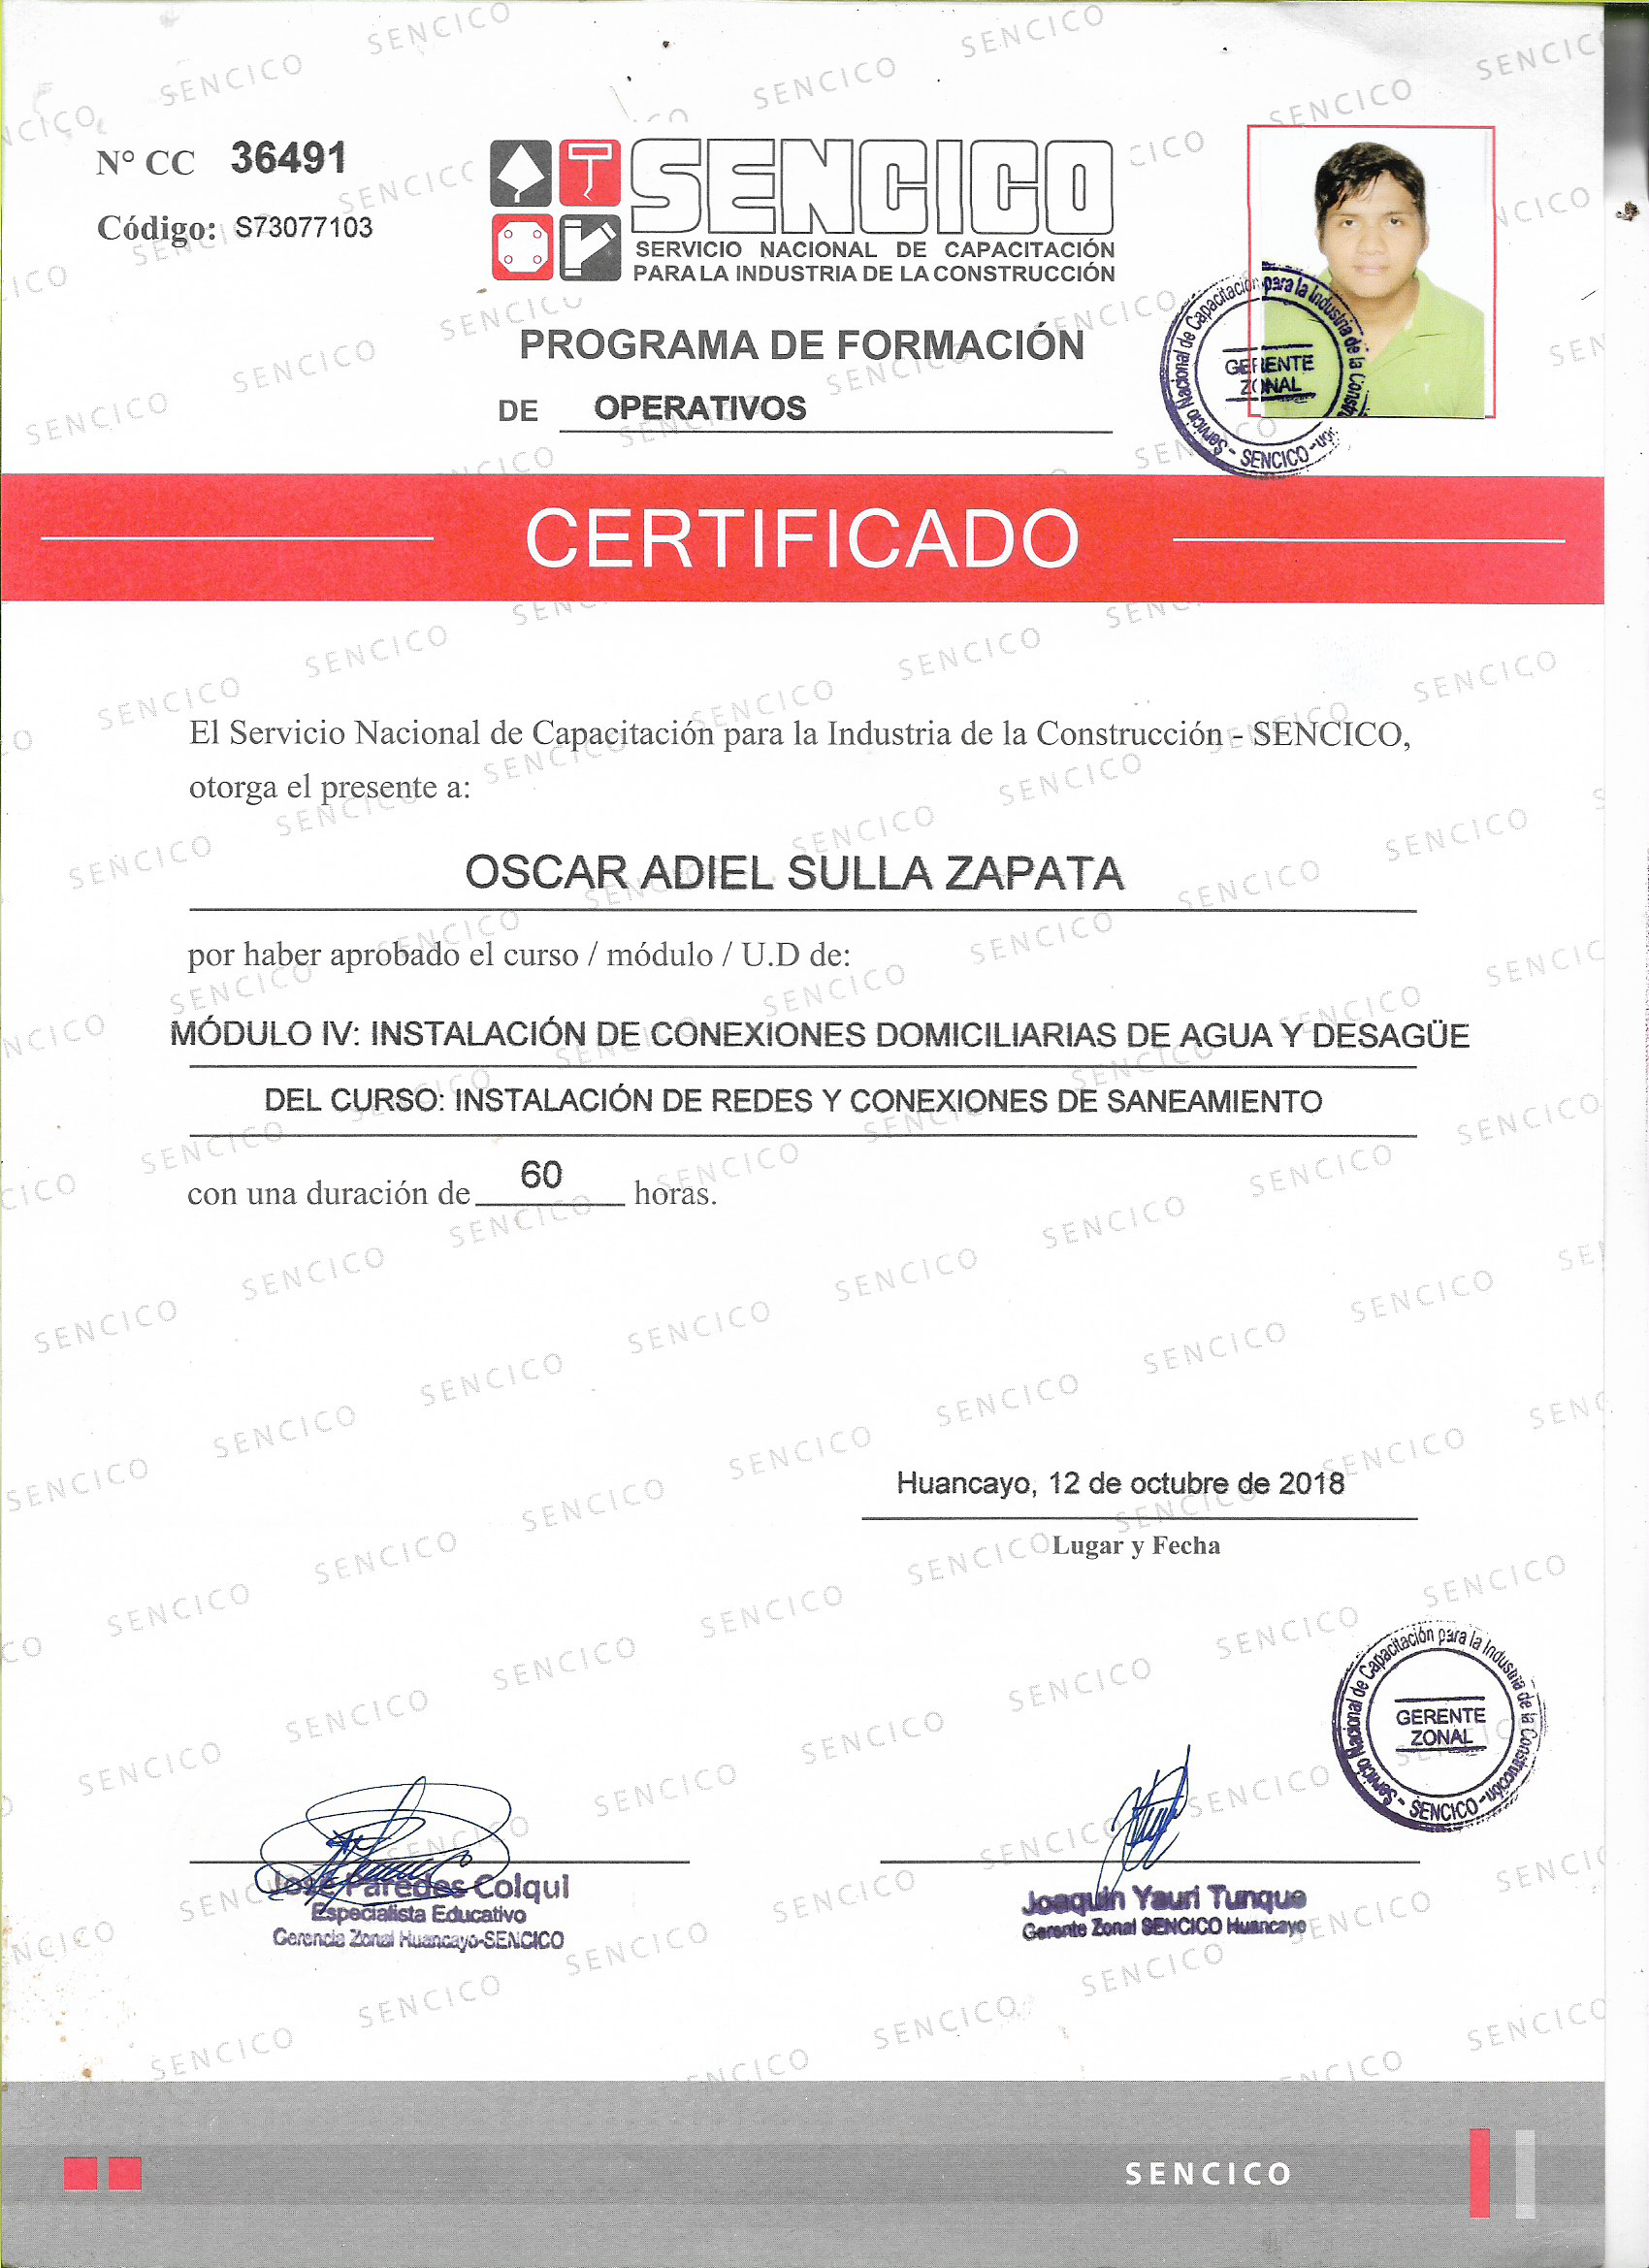 N° CC 36491
Código: S73077103
SENCICO
SERVICIO NACIONAL DE CAPACITACIÓN
PARA LA INDUSTRIA DE LA CONSTRUCCIÓN
PROGRAMA DE FORMACIÓN
DE OPERATIVOS
Servicio Nacional de Capacitación para la Industria de la Construcción - SENCICO -
GERENTE
ZONAL
CERTIFICADO
El Servicio Nacional de Capacitación para la Industria de la Construcción - SENCICO,
otorga el presente a:
OSCAR ADIEL SULLA ZAPATA
por haber aprobado el curso / módulo / U.D de:
MÓDULO IV: INSTALACIÓN DE CONEXIONES DOMICILIARIAS DE AGUA Y DESAGÜE
DEL CURSO: INSTALACIÓN DE REDES Y CONEXIONES DE SANEAMIENTO
con una duración de 60 horas.
Huancayo, 12 de octubre de 2018
Lugar y Fecha
Servicio Nacional de Capacitación para la Industria de la Construcción - SENCICO -
GERENTE
ZONAL
José Paredes Colqui
Especialista Educativo
Gerencia Zonal Huancayo-SENCICO
Joaquin Yauri Tunque
Gerente Zonal SENCICO Huancayo
SENCICO